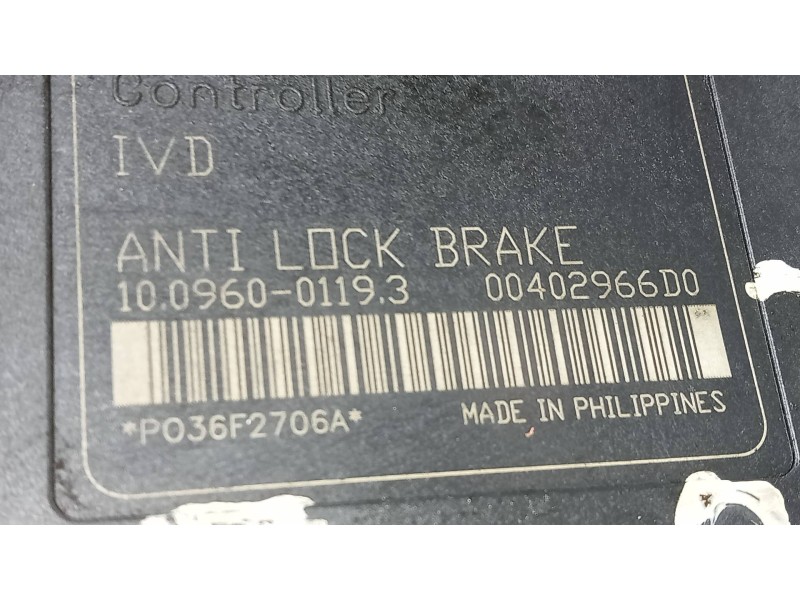 Controller
IVD
ANTI LOCK BRAKE
10.0960-0119.3 00402966D0
*P036F2706A* MADE IN PHILIPPINES